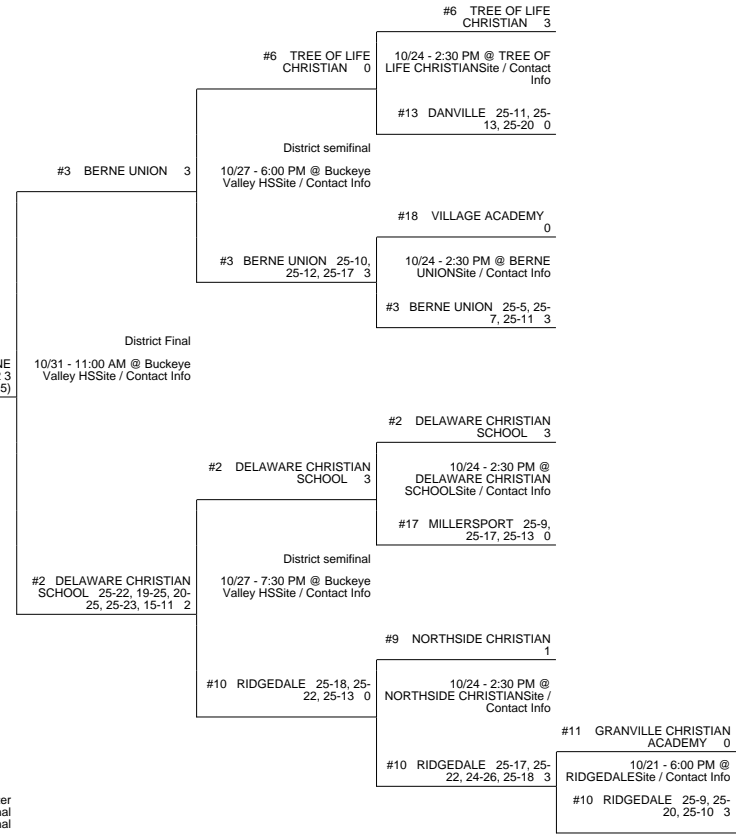 #6 TREE OF LIFE
CHRISTIAN 3
10/24 - 2:30 PM @ TREE OF
LIFE CHRISTIANSite / Contact
Info
#13 DANVILLE 25-11, 25-
13, 25-20 0
#6 TREE OF LIFE
CHRISTIAN 0
District semifinal
10/27 - 6:00 PM @ Buckeye
Valley HSSite / Contact Info
#3 BERNE UNION 3
#18 VILLAGE ACADEMY
0
10/24 - 2:30 PM @ BERNE
UNIONSite / Contact Info
#3 BERNE UNION 25-5, 25-
7, 25-11 3
#3 BERNE UNION 25-10,
25-12, 25-17 3
District Final
10/31 - 11:00 AM @ Buckeye
Valley HSSite / Contact Info
NE
3
5)
#2 DELAWARE CHRISTIAN
SCHOOL 3
10/24 - 2:30 PM @
DELAWARE CHRISTIAN
SCHOOLSite / Contact Info
#17 MILLERSPORT 25-9,
25-17, 25-13 0
#2 DELAWARE CHRISTIAN
SCHOOL 3
District semifinal
10/27 - 7:30 PM @ Buckeye
Valley HSSite / Contact Info
#2 DELAWARE CHRISTIAN
SCHOOL 25-22, 19-25, 20-
25, 25-23, 15-11 2
#9 NORTHSIDE CHRISTIAN
1
10/24 - 2:30 PM @
NORTHSIDE CHRISTIANSite /
Contact Info
#10 RIDGEDALE 25-18, 25-
22, 25-13 0
#10 RIDGEDALE 25-17, 25-
22, 24-26, 25-18 3
#11 GRANVILLE CHRISTIAN
ACADEMY 0
10/21 - 6:00 PM @
RIDGEDALESite / Contact Info
#10 RIDGEDALE 25-9, 25-
20, 25-10 3
ter
nal
nal